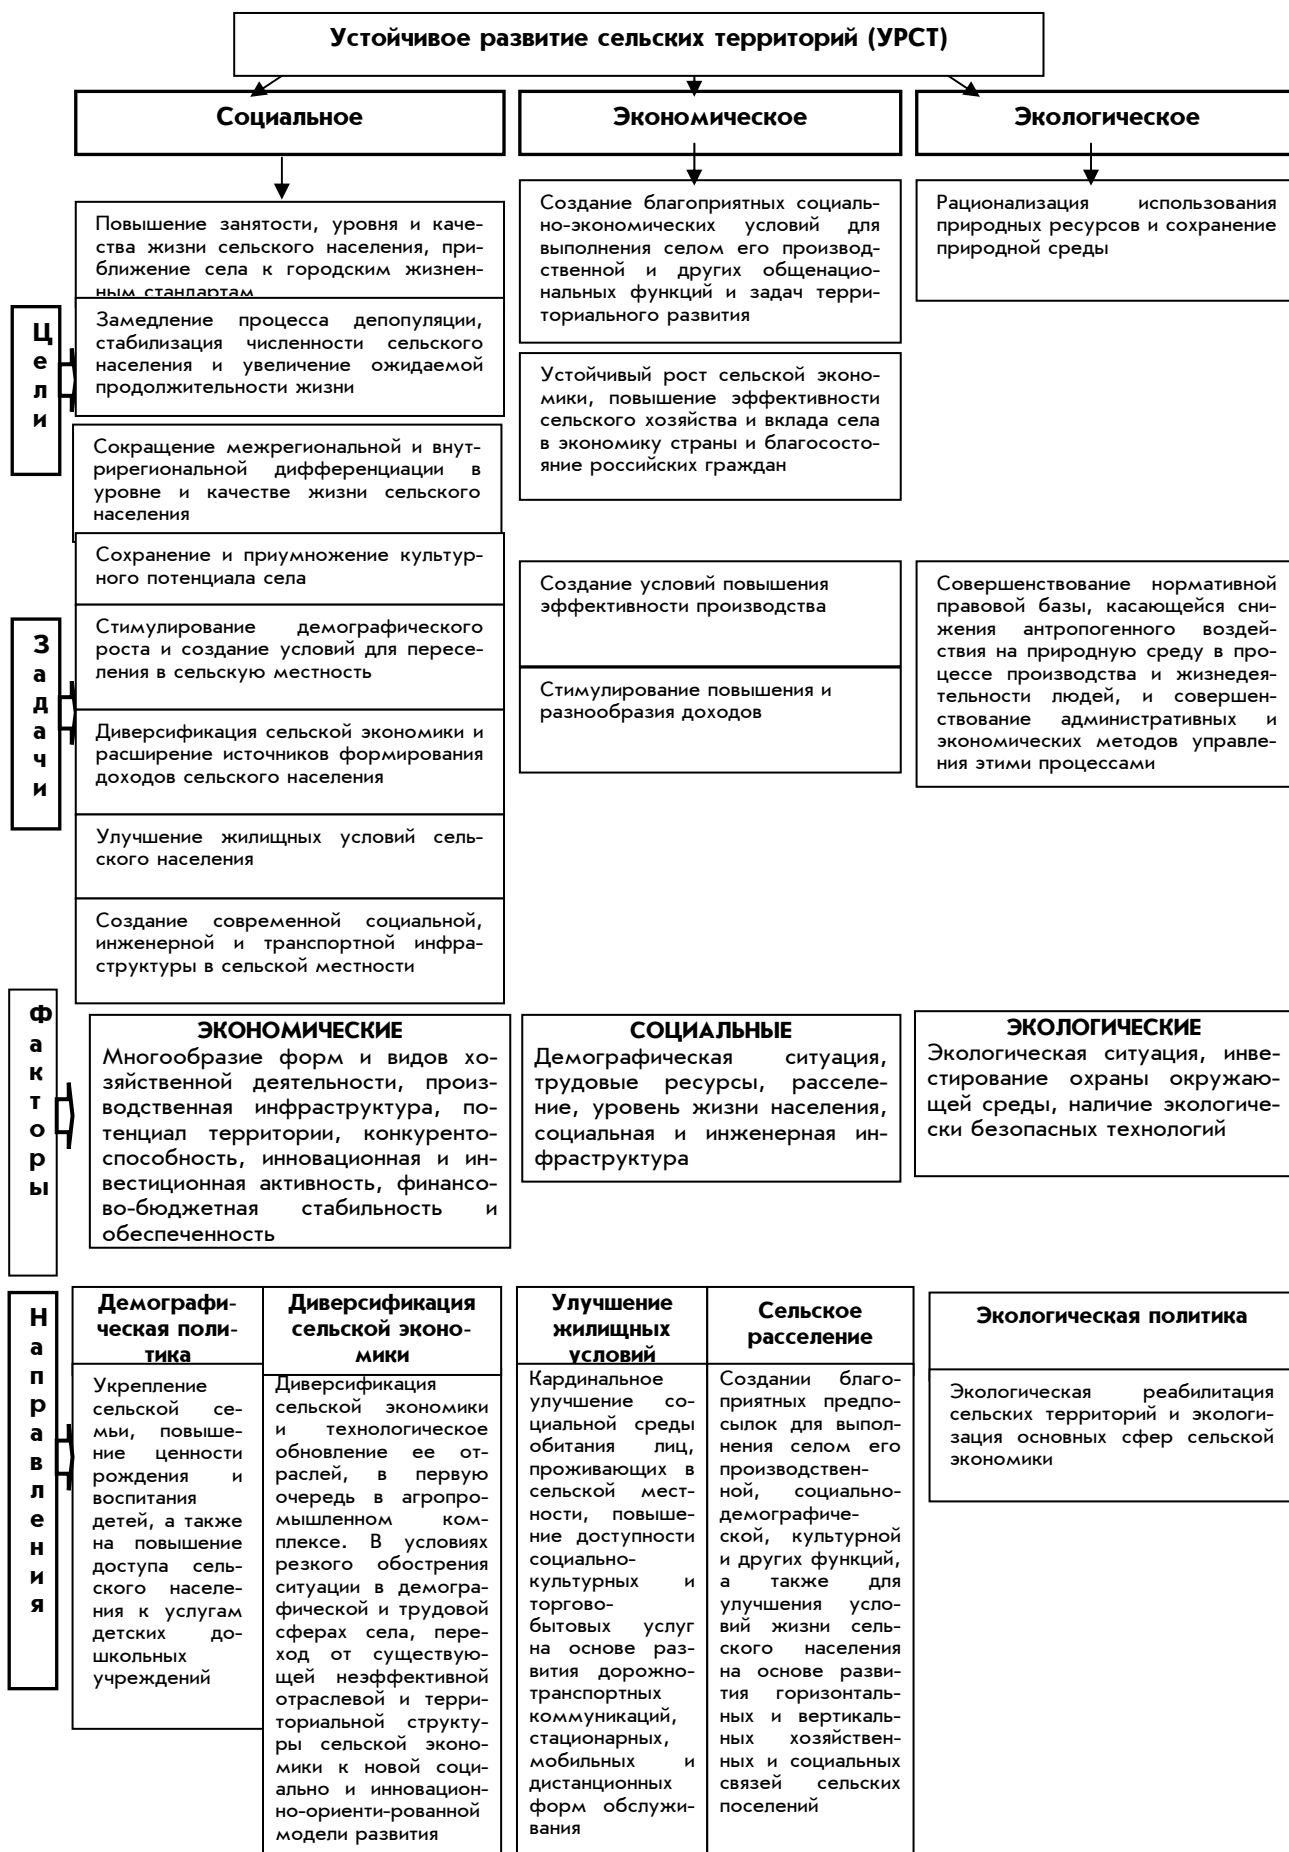 Устойчивое развитие сельских территорий (УРСТ)
Социальное
Экономическое
Экологическое
Цели
Повышение занятости, уровня и каче-
ства жизни сельского населения, при-
ближение села к городским жизнен-
ным стандартам
Замедление процесса депопуляции,
стабилизация численности сельского
населения и увеличение ожидаемой
продолжительности жизни
Сокращение межрегиональной и внут-
рирегиональной дифференциации в
уровне и качестве жизни сельского
населения
Создание благоприятных социаль-
но-экономических условий для
выполнения селом его производ-
ственной и других общенацио-
нальных функций и задач терри-
ториального развития
Устойчивый рост сельской эконо-
мики, повышение эффективности
сельского хозяйства и вклада села
в экономику страны и благососто-
яние российских граждан
Рационализация использования
природных ресурсов и сохранение
природной среды
Задачи
Сохранение и приумножение культур-
ного потенциала села
Стимулирование демографического
роста и создание условий для пересе-
ления в сельскую местность
Диверсификация сельской экономики и
расширение источников формирования
доходов сельского населения
Улучшение жилищных условий сель-
ского населения
Создание современной социальной,
инженерной и транспортной инфра-
структуры в сельской местности
Создание условий повышения
эффективности производства
Стимулирование повышения и
разнообразия доходов
Совершенствование нормативной
правовой базы, касающейся сни-
жения антропогенного воздей-
ствия на природную среду в про-
цессе производства и жизнедея-
тельности людей, и совершен-
ствование административных и
экономических методов управле-
ния этими процессами
Факторы
ЭКОНОМИЧЕСКИЕ
Многообразие форм и видов хо-
зяйственной деятельности, произ-
водственная инфраструктура, по-
тенциал территории, конкуренто-
способность, инновационная и ин-
вестиционная активность, финансо-
во-бюджетная стабильность и
обеспеченность
СОЦИАЛЬНЫЕ
Демографическая ситуация,
трудовые ресурсы, расселе-
ние, уровень жизни населения,
социальная и инженерная ин-
фраструктура
ЭКОЛОГИЧЕСКИЕ
Экологическая ситуация, инве-
стирование охраны окружаю-
щей среды, наличие экологиче-
ски безопасных технологий
Направления
Демографи-
ческая поли-
тика
Укрепление
сельской се-
мьи, повыше-
ние ценности
рождения и
воспитания
детей, а также
на повышение
доступа сель-
ского населе-
ния к услугам
детских до-
школьных
учреждений
Диверсификация
сельской эконо-
мики
Диверсификация
сельской экономики
и технологическое
обновление ее от-
раслей, в первую
очередь в агропро-
мышленном ком-
плексе. В условиях
резкого обострения
ситуации в демогра-
фической и трудовой
сферах села, пере-
ход от существую-
щей неэффективной
отраслевой и терри-
ториальной структу-
ры сельской эконо-
мики к новой соци-
ально и инновацион-
но-ориенти-рованной
модели развития
Улучшение
жилищных
условий
Кардинальное
улучшение со-
циальной среды
обитания лиц,
проживающих в
сельской мест-
ности, повыше-
ние доступности
социально-
культурных и
торгово-
бытовых услуг
на основе раз-
вития дорожно-
транспортных
коммуникаций,
стационарных,
мобильных и
дистанционных
форм обслужи-
вания
Сельское
расселение
Создании благо-
приятных предпо-
сылок для выпол-
нения селом его
производствен-
ной, социально-
демографиче-
ской, культурной
и других функций,
а также для
улучшения усло-
вий жизни сель-
ского населения
на основе разви-
тия горизонталь-
ных и вертикаль-
ных хозяйствен-
ных и социальных
связей сельских
поселений
Экологическая политика
Экологическая реабилитация
сельских территорий и экологи-
зация основных сфер сельской
экономики